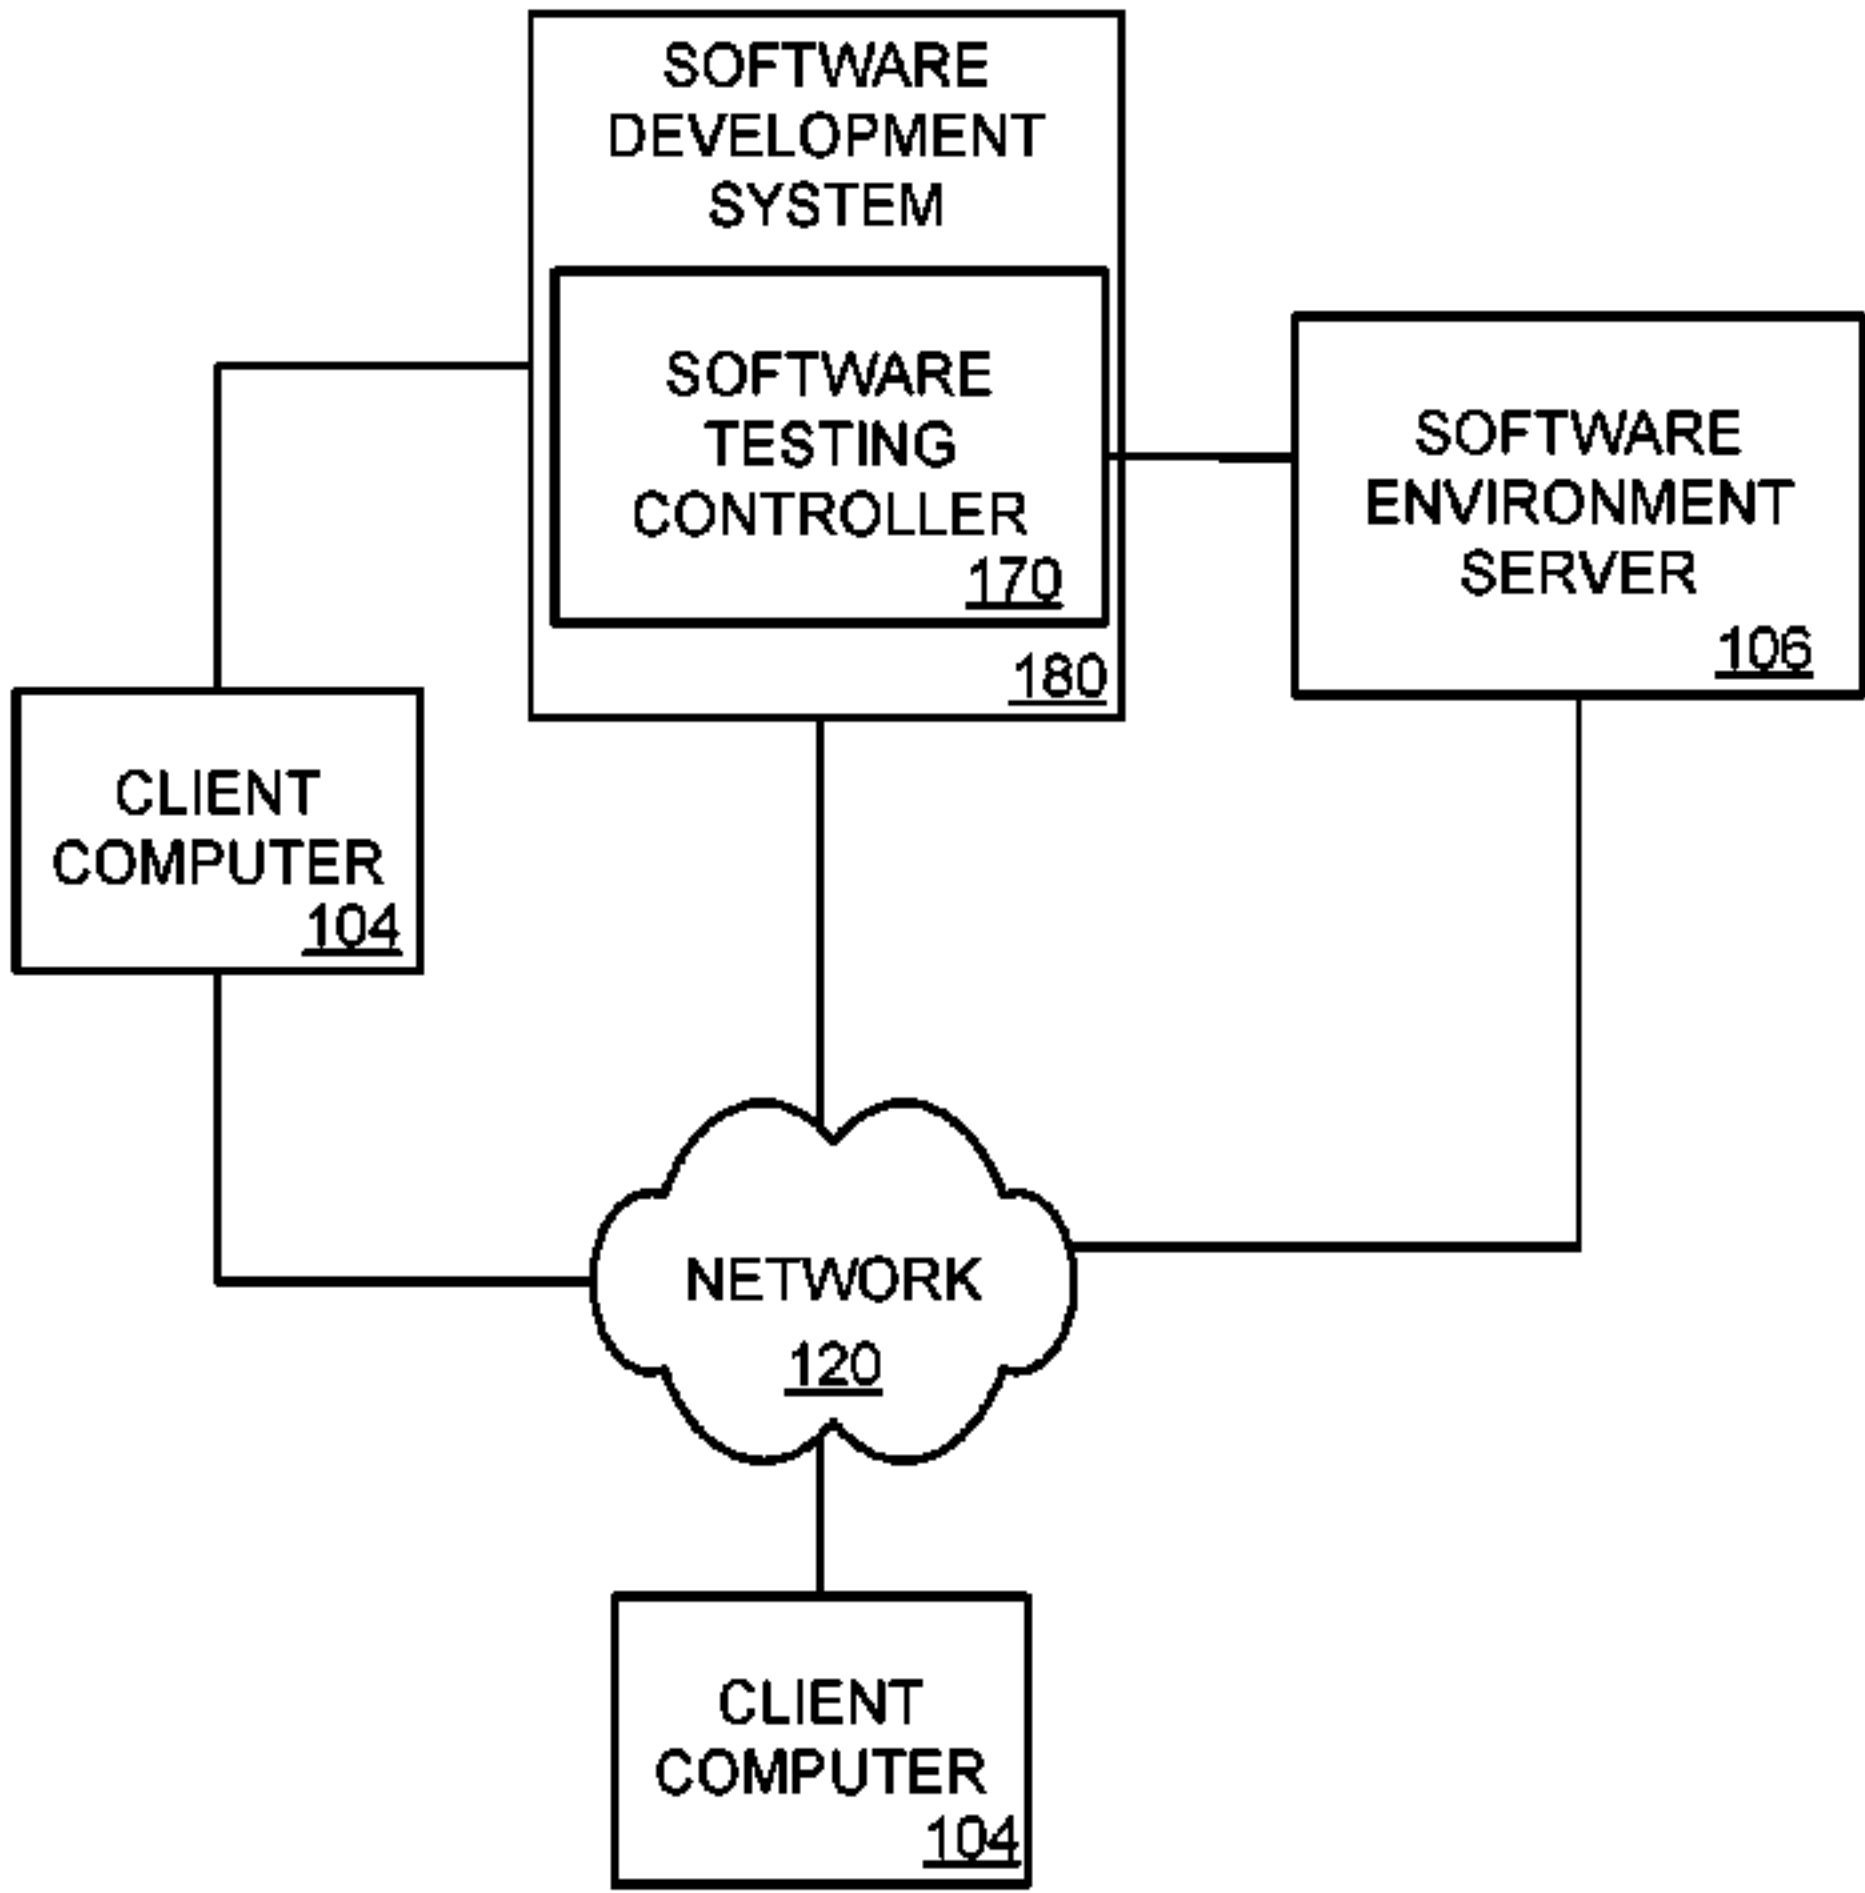 SOFTWARE
DEVELOPMENT
SYSTEM
SOFTWARE
TESTING
CONTROLLER
170
180
SOFTWARE
ENVIRONMENT
SERVER
106
CLIENT
COMPUTER
104
NETWORK
120
CLIENT
COMPUTER
104